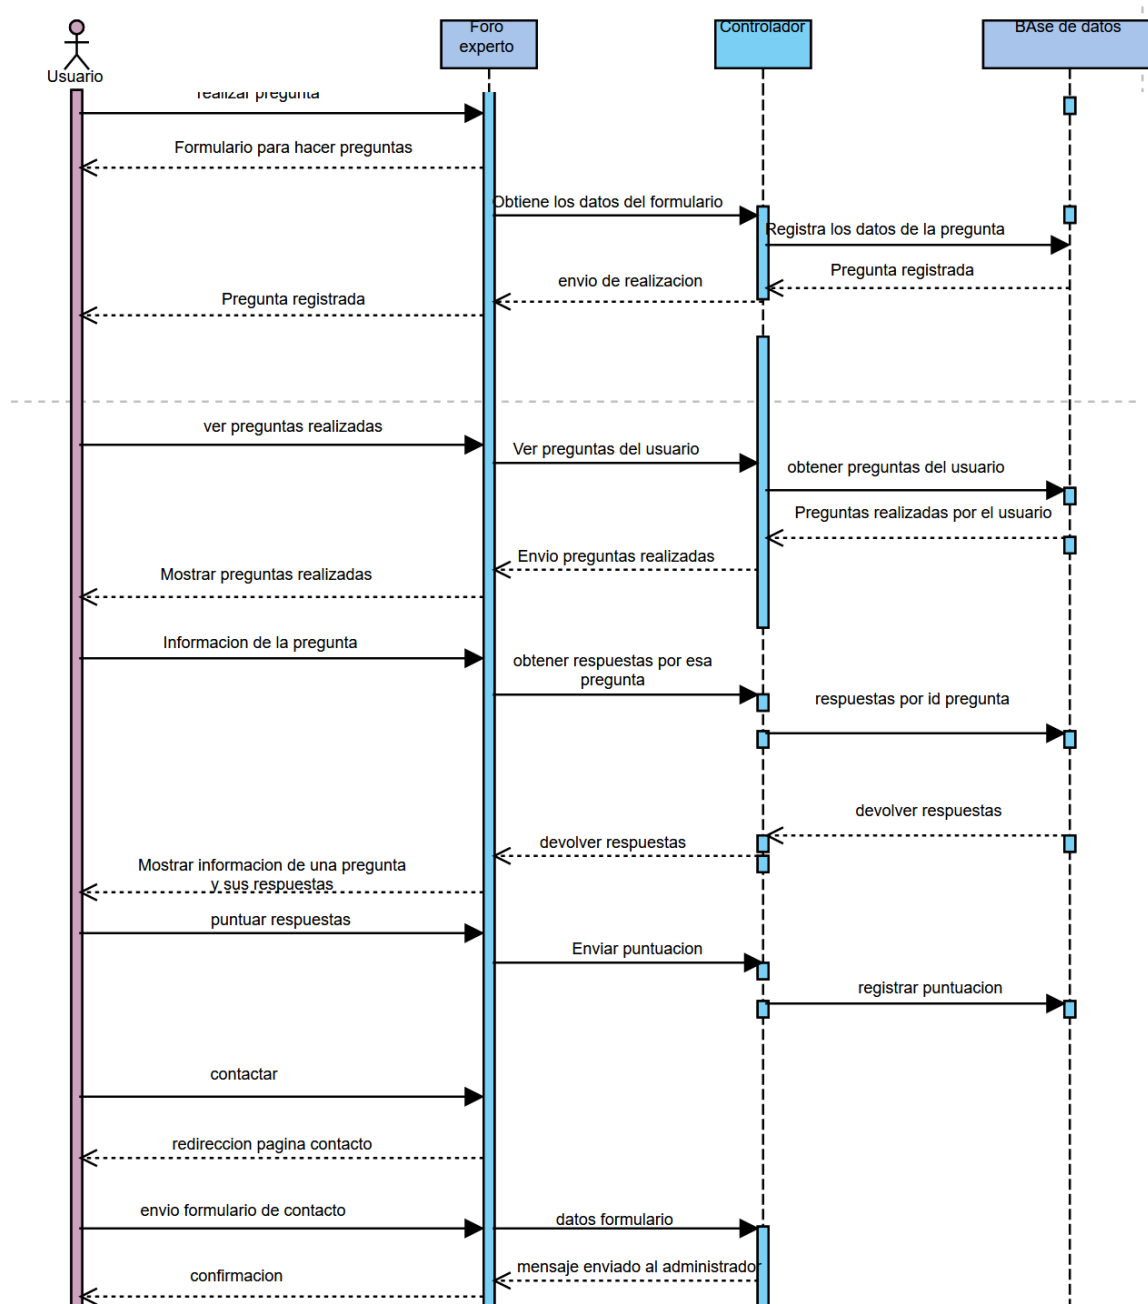 Foro
experto
Controlador
BAse de datos
Usuario
realizar pregunta
Formulario para hacer preguntas
Obtiene los datos del formulario
Registra los datos de la pregunta
Pregunta registrada
envio de realizacion
Pregunta registrada
ver preguntas realizadas
Ver preguntas del usuario
obtener preguntas del usuario
Preguntas realizadas por el usuario
Envio preguntas realizadas
Mostrar preguntas realizadas
Informacion de la pregunta
obtener respuestas por esa
pregunta
respuestas por id pregunta
devolver respuestas
devolver respuestas
Mostrar informacion de una pregunta
y sus respuestas
puntuar respuestas
Enviar puntuacion
registrar puntuacion
contactar
redireccion pagina contacto
envio formulario de contacto
datos formulario
mensaje enviado al administrador
confirmacion